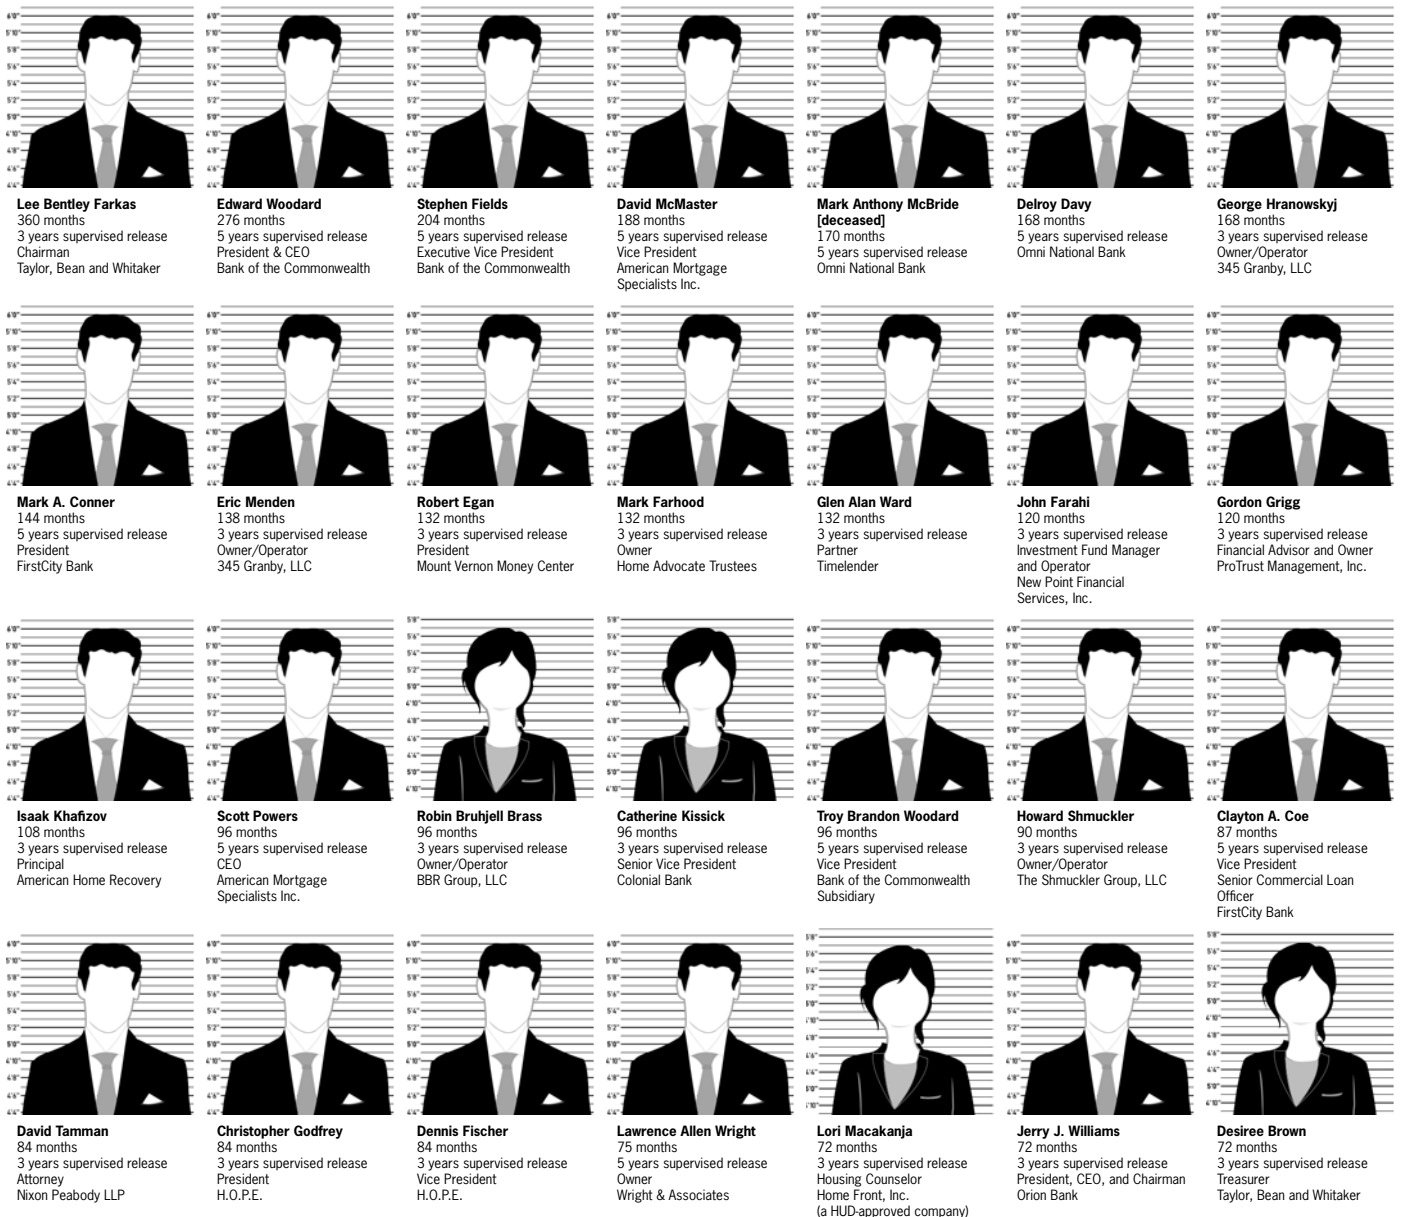 Lee Bentley Farkas
360 months
3 years supervised release
Chairman
Taylor, Bean and Whitaker
Edward Woodard
276 months
5 years supervised release
President & CEO
Bank of the Commonwealth
Stephen Fields
204 months
5 years supervised release
Executive Vice President
Bank of the Commonwealth
David McMaster
188 months
5 years supervised release
Vice President
American Mortgage
Specialists Inc.
Mark Anthony McBride
[deceased]
170 months
5 years supervised release
Omni National Bank
Delroy Davy
168 months
5 years supervised release
Omni National Bank
George Hranowskyj
168 months
3 years supervised release
Owner/Operator
345 Granby, LLC
Mark A. Conner
144 months
5 years supervised release
President
FirstCity Bank
Eric Menden
138 months
3 years supervised release
Owner/Operator
345 Granby, LLC
Robert Egan
132 months
3 years supervised release
President
Mount Vernon Money Center
Mark Farhood
132 months
3 years supervised release
Owner
Home Advocate Trustees
Glen Alan Ward
132 months
3 years supervised release
Partner
Timelender
John Farahi
120 months
3 years supervised release
Investment Fund Manager
and Operator
New Point Financial
Services, Inc.
Gordon Grigg
120 months
3 years supervised release
Financial Advisor and Owner
ProTrust Management, Inc.
Isaak Khafizov
108 months
3 years supervised release
Principal
American Home Recovery
Scott Powers
96 months
5 years supervised release
CEO
American Mortgage
Specialists Inc.
Robin Bruhjell Brass
96 months
3 years supervised release
Owner/Operator
BBR Group, LLC
Catherine Kissick
96 months
3 years supervised release
Senior Vice President
Colonial Bank
Troy Brandon Woodard
96 months
5 years supervised release
Vice President
Bank of the Commonwealth
Subsidiary
Howard Shmuckler
90 months
3 years supervised release
Owner/Operator
The Shmuckler Group, LLC
Clayton A. Coe
87 months
5 years supervised release
Vice President
Senior Commercial Loan
Officer
FirstCity Bank
David Tamman
84 months
3 years supervised release
Attorney
Nixon Peabody LLP
Christopher Godfrey
84 months
3 years supervised release
President
H.O.P.E.
Dennis Fischer
84 months
3 years supervised release
Vice President
H.O.P.E.
Lawrence Allen Wright
75 months
5 years supervised release
Owner
Wright & Associates
Lori Macakanja
72 months
3 years supervised release
Housing Counselor
Home Front, Inc.
(a HUD-approved company)
Jerry J. Williams
72 months
3 years supervised release
President, CEO, and Chairman
Orion Bank
Desiree Brown
72 months
3 years supervised release
Treasurer
Taylor, Bean and Whitaker